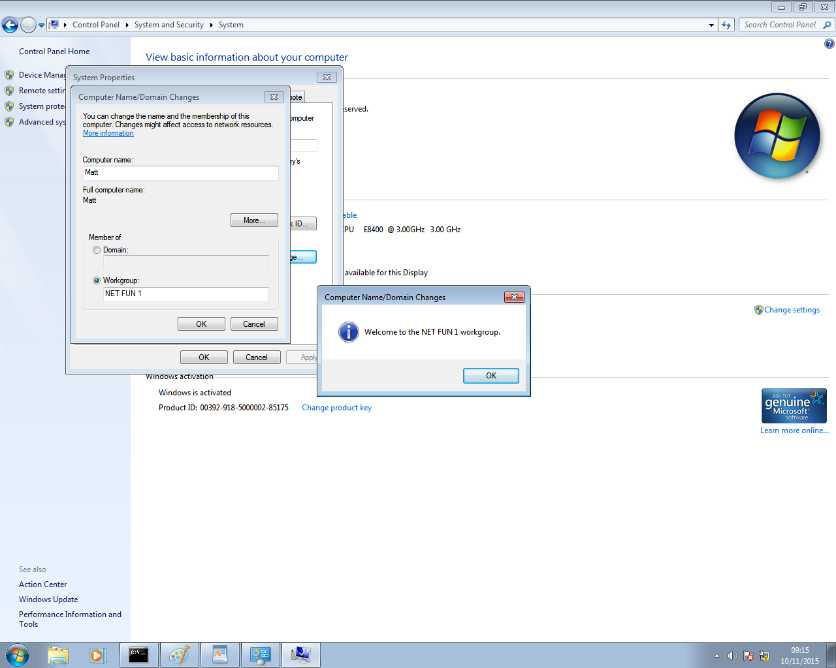 Control Panel
System and Security
System
Search Control Panel
Control Panel Home
View basic information about your computer
Device Manag
Remote settin
System protec
Advanced sys
System Properties
Computer Name/Domain Changes
mote
You can change the name and the membership of this
computer. Changes might affect access to network resources.
More information
omputer
served.
ry's
Computer name:
Matt
Full computer name:
Matt
More...
ID...
able
PU E8400 @ 3.00GHz 3.00 GHz
Member of
Domain:
ge...
available for this Display
Workgroup:
NET FUN 1
OK
Cancel
OK
Cancel
Apply
Computer Name/Domain Changes
Welcome to the NET FUN 1 workgroup.
OK
Change settings
Windows activation
Windows is activated
Product ID: 00392-918-5000002-85175
Change product key
ask for
genuine
Microsoft
software
Learn more online...
See also
Action Center
Windows Update
Performance Information and
Tools
C:\.
09:15
10/11/2015